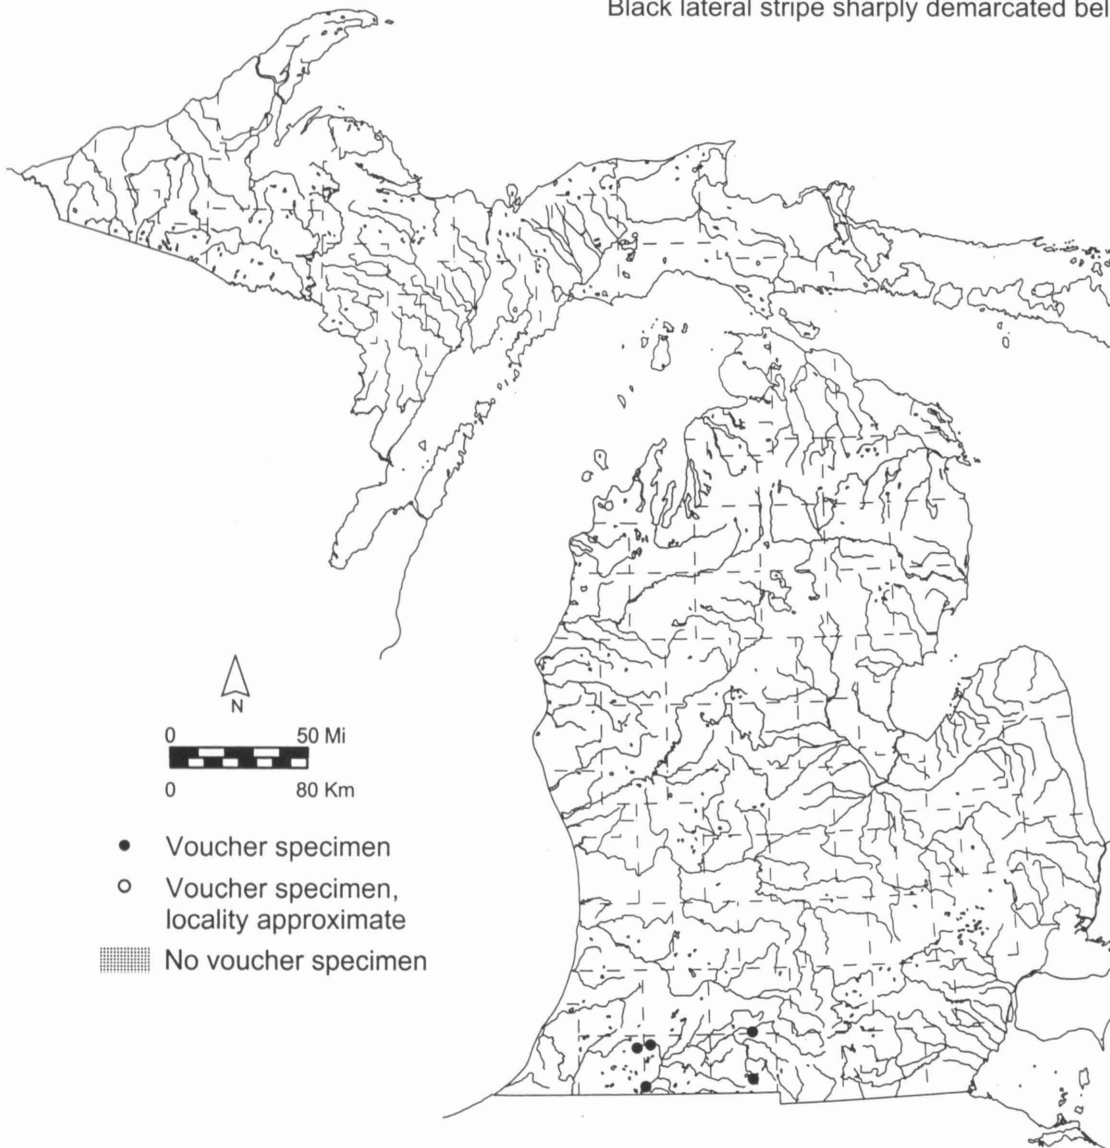 Black lateral stripe sharply demarcated bel
N
0 50 Mi
0 80 Km
Voucher specimen
Voucher specimen,
locality approximate
No voucher specimen